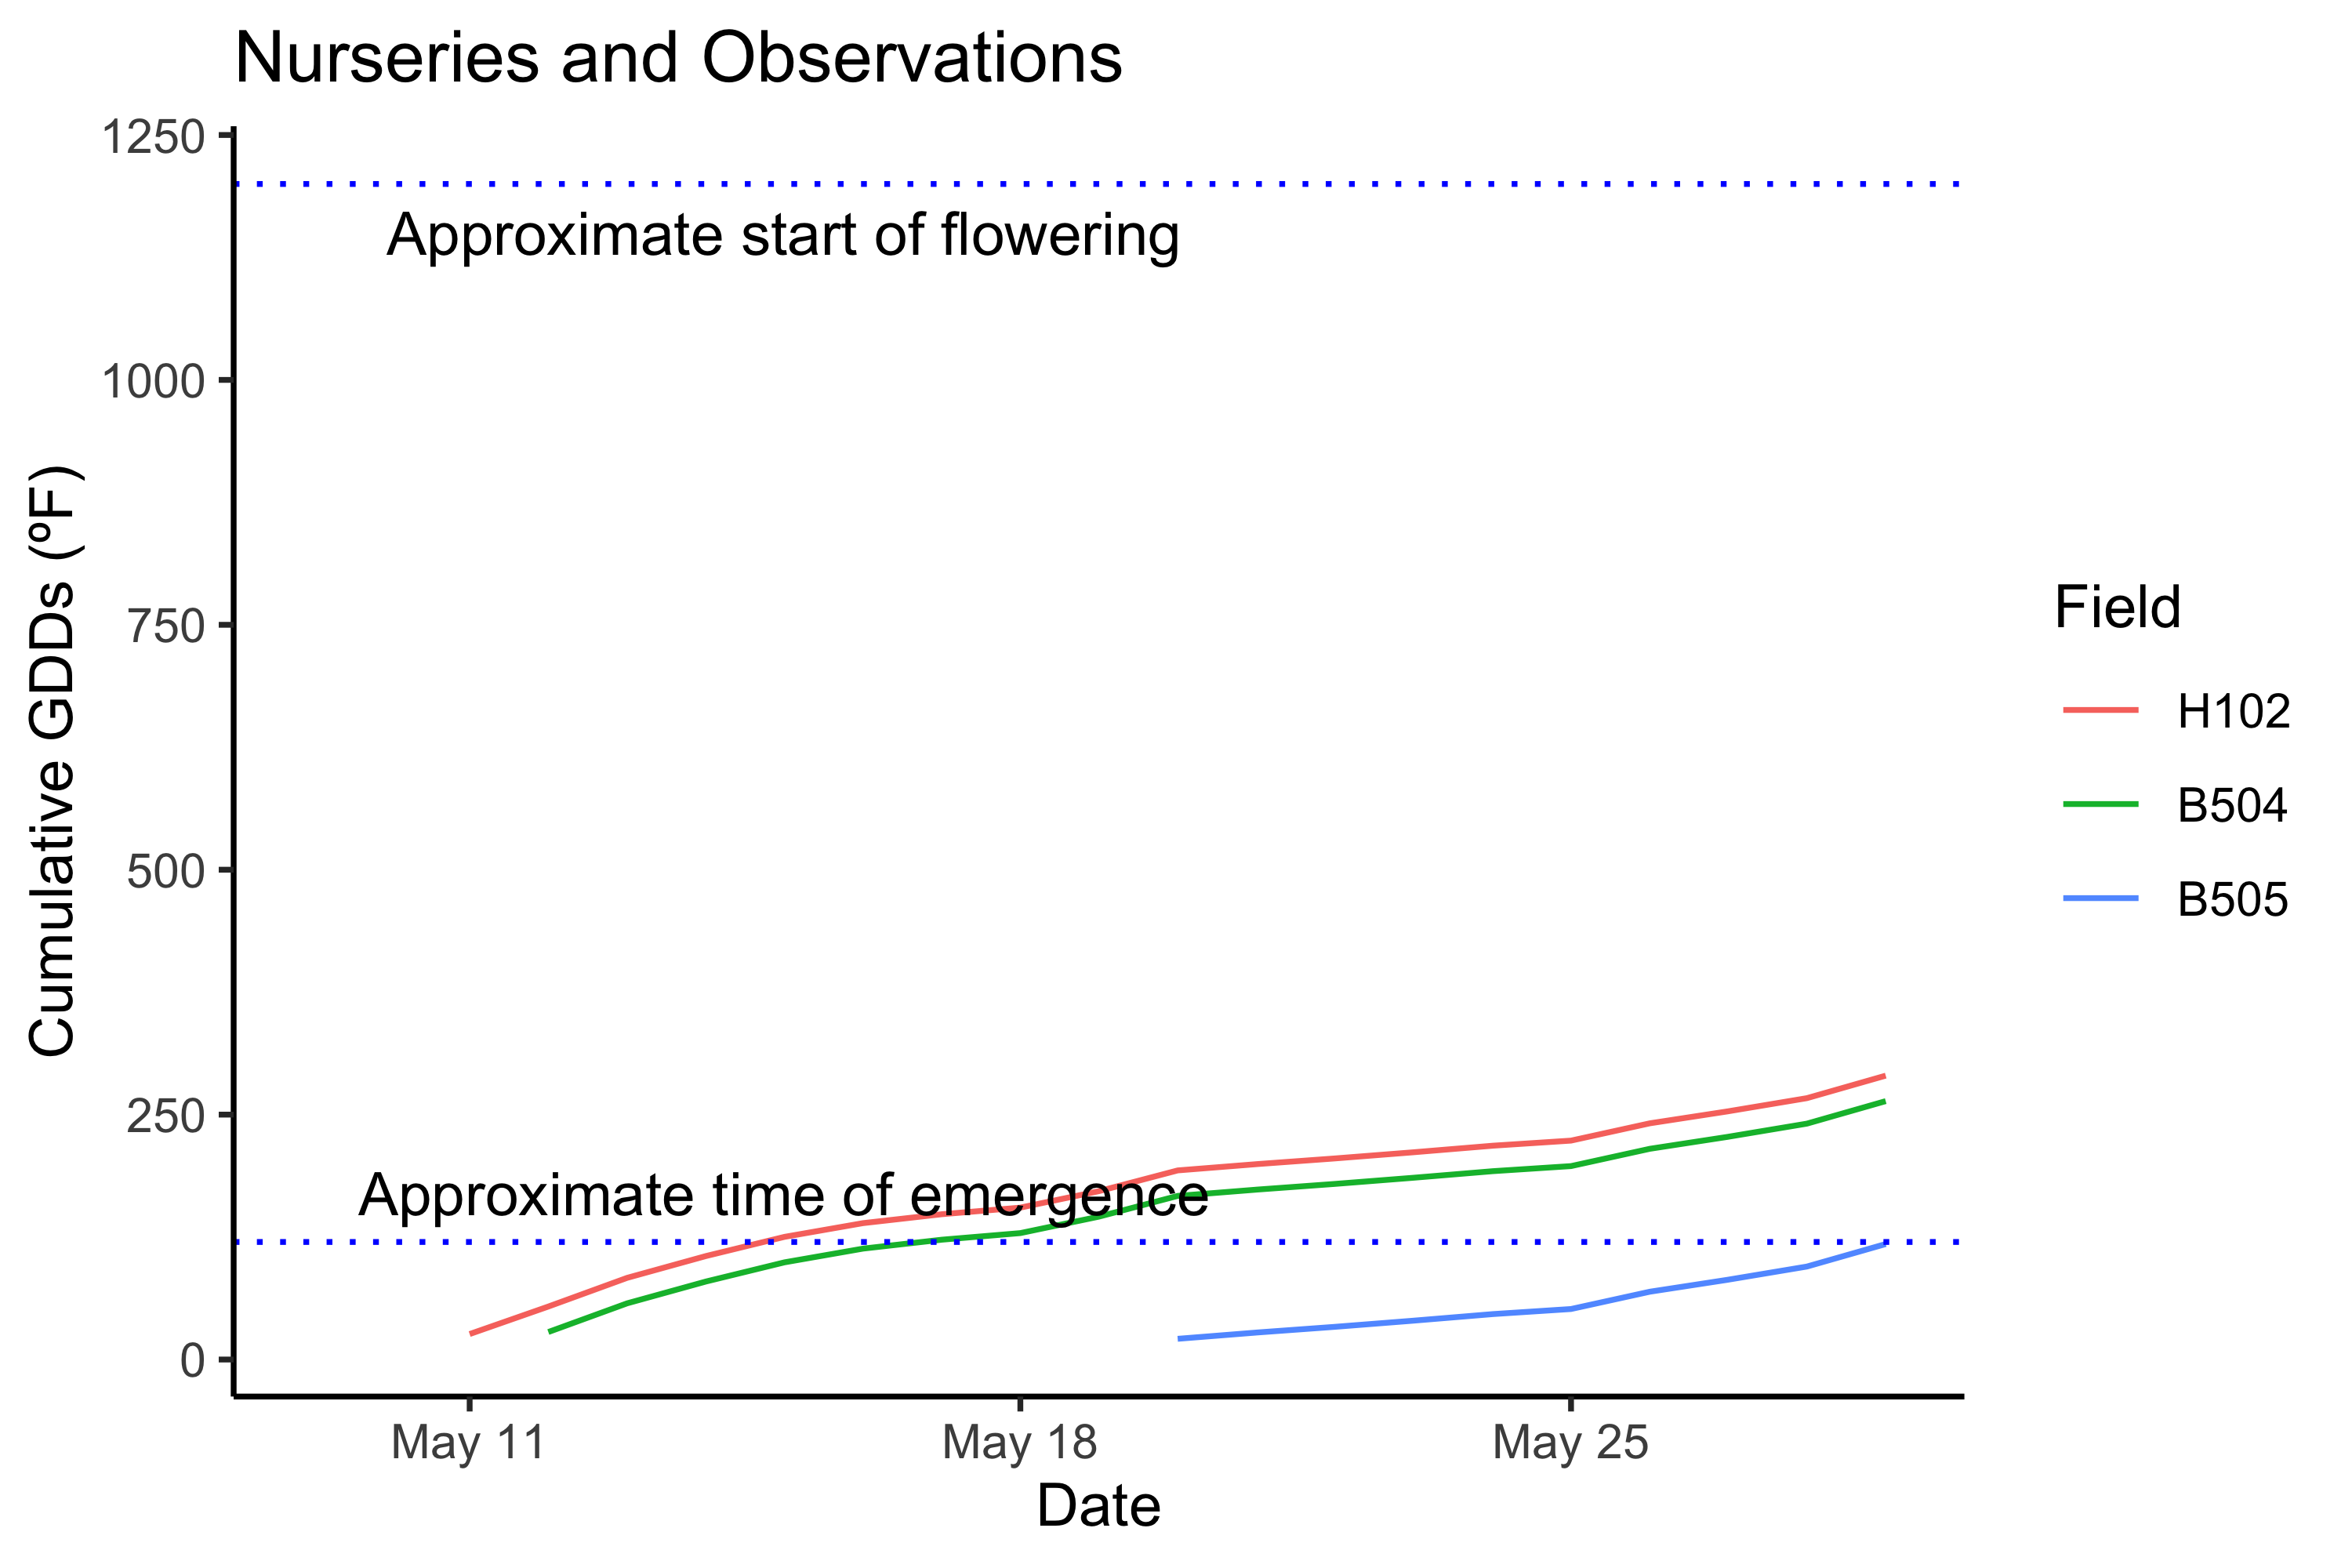 Nurseries and Observations
1250
Approximate start of flowering
1000
750
500
250
Approximate time of emergence
0
Cumulative GDDs (ºF)
May 11
May 18
May 25
Date
Field
H102
B504
B505